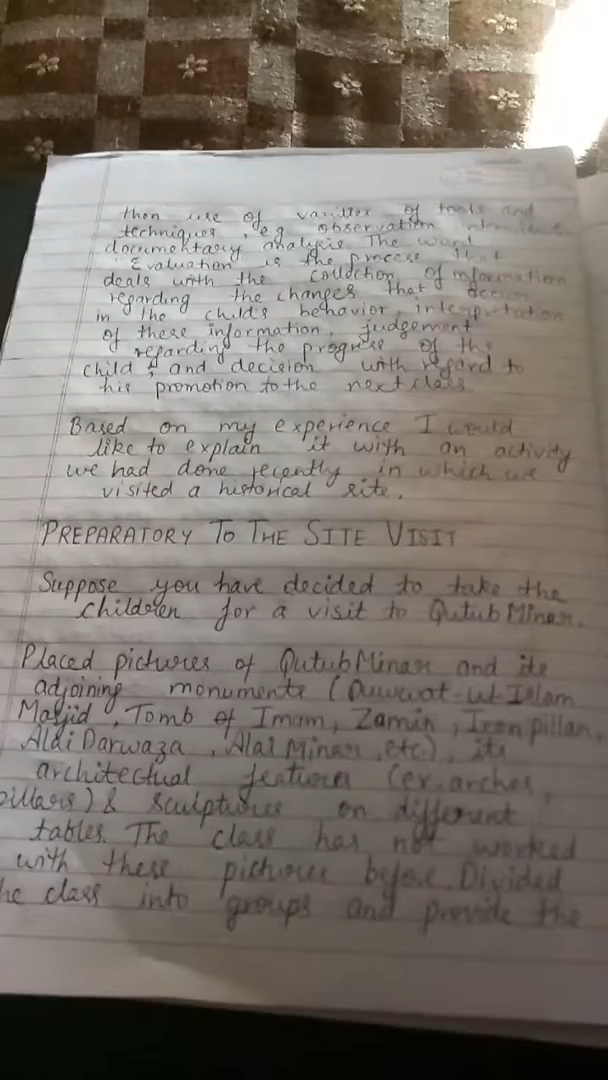 then use of of tools and
techniques, e.g observation
documentary analysis The word
Evaluation is the process that
deals with the collection of information
regarding the changes that occur
in the child's behavior, interpretation
of these information, judgement
regarding the progress of the
child's and decision with regard to
his promotion to the next class
Based on my experience I would
like to explain it with an activity
we had done recently in which we
visited a historical site.
PREPARATORY TO THE SITE VISIT
Suppose you have decided to take the
children for a visit to Qutub Minar.
Placed pictures of Qutub Minar and its
adjoining monuments (Quwwat-ul Islam
Masjid, Tomb of Imam, Zamin, Iron pillar,
Aldi Darwaza, Alai Minar, etc), its
architectual features (ex. arches,
pillars) & sculptures on different
tables. The class has not worked
with these pictures before. Divided
the class into groups and provide the